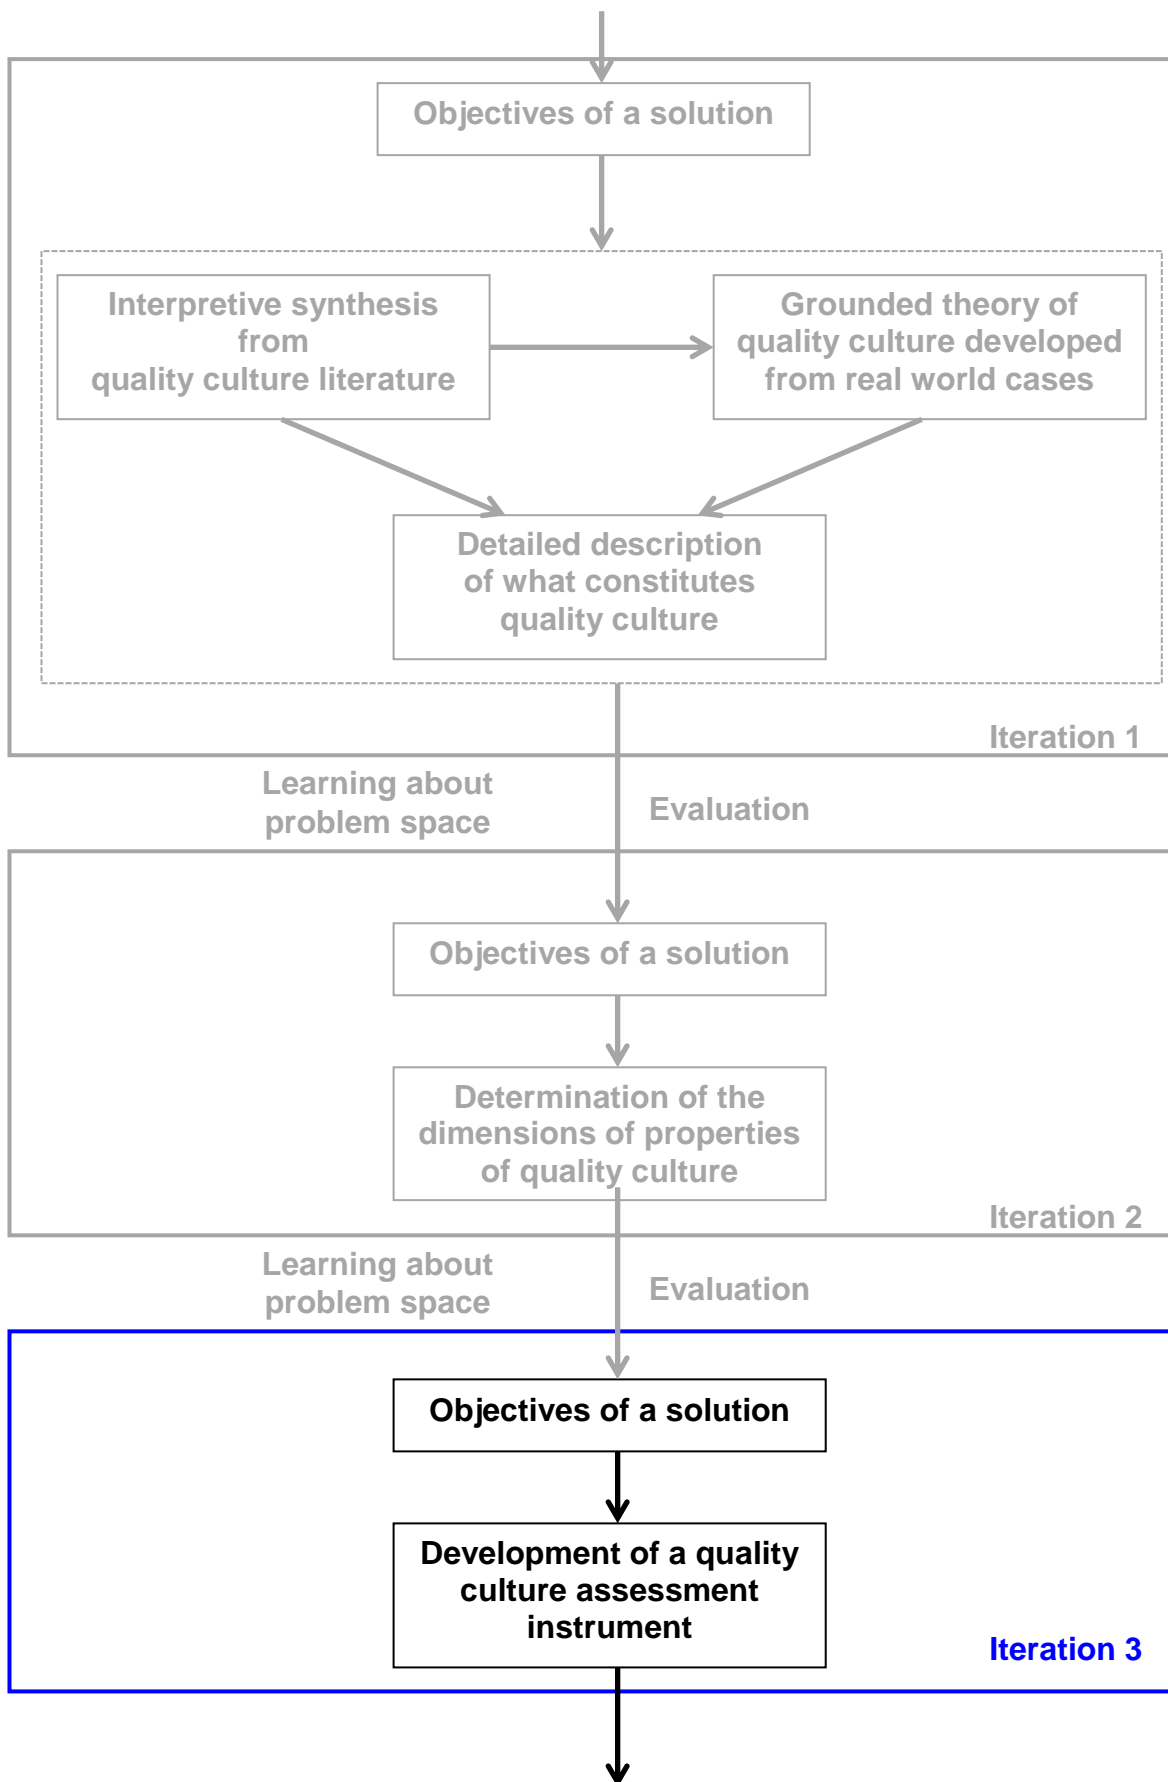 Objectives of a solution
Interpretive synthesis
from
quality culture literature
Grounded theory of
quality culture developed
from real world cases
Detailed description
of what constitutes
quality culture
Iteration 1
Learning about
problem space
Evaluation
Objectives of a solution
Determination of the
dimensions of properties
of quality culture
Iteration 2
Learning about
problem space
Evaluation
Objectives of a solution
Development of a quality
culture assessment
instrument
Iteration 3